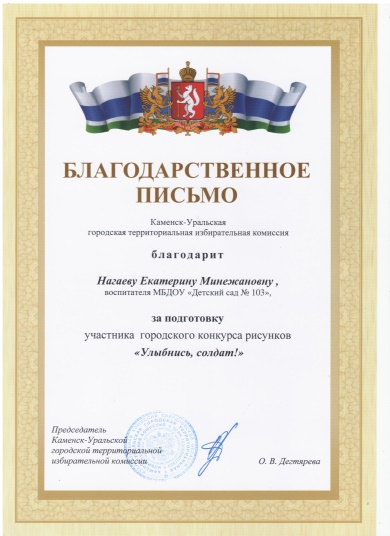 БЛАГОДАРСТВЕННОЕ
ПИСЬМО
Каменск-Уральская
городская территориальная избирательная комиссия
благодарит
Нагаеву Екатерину Минежановну ,
воспитателя МБДОУ «Детский сад № 103»,
за подготовку
участника городского конкурса рисунков
«Улыбнись, солдат!»
Председатель
Каменск-Уральской
городской территориальной
избирательной комиссии
О. В. Дегтярева